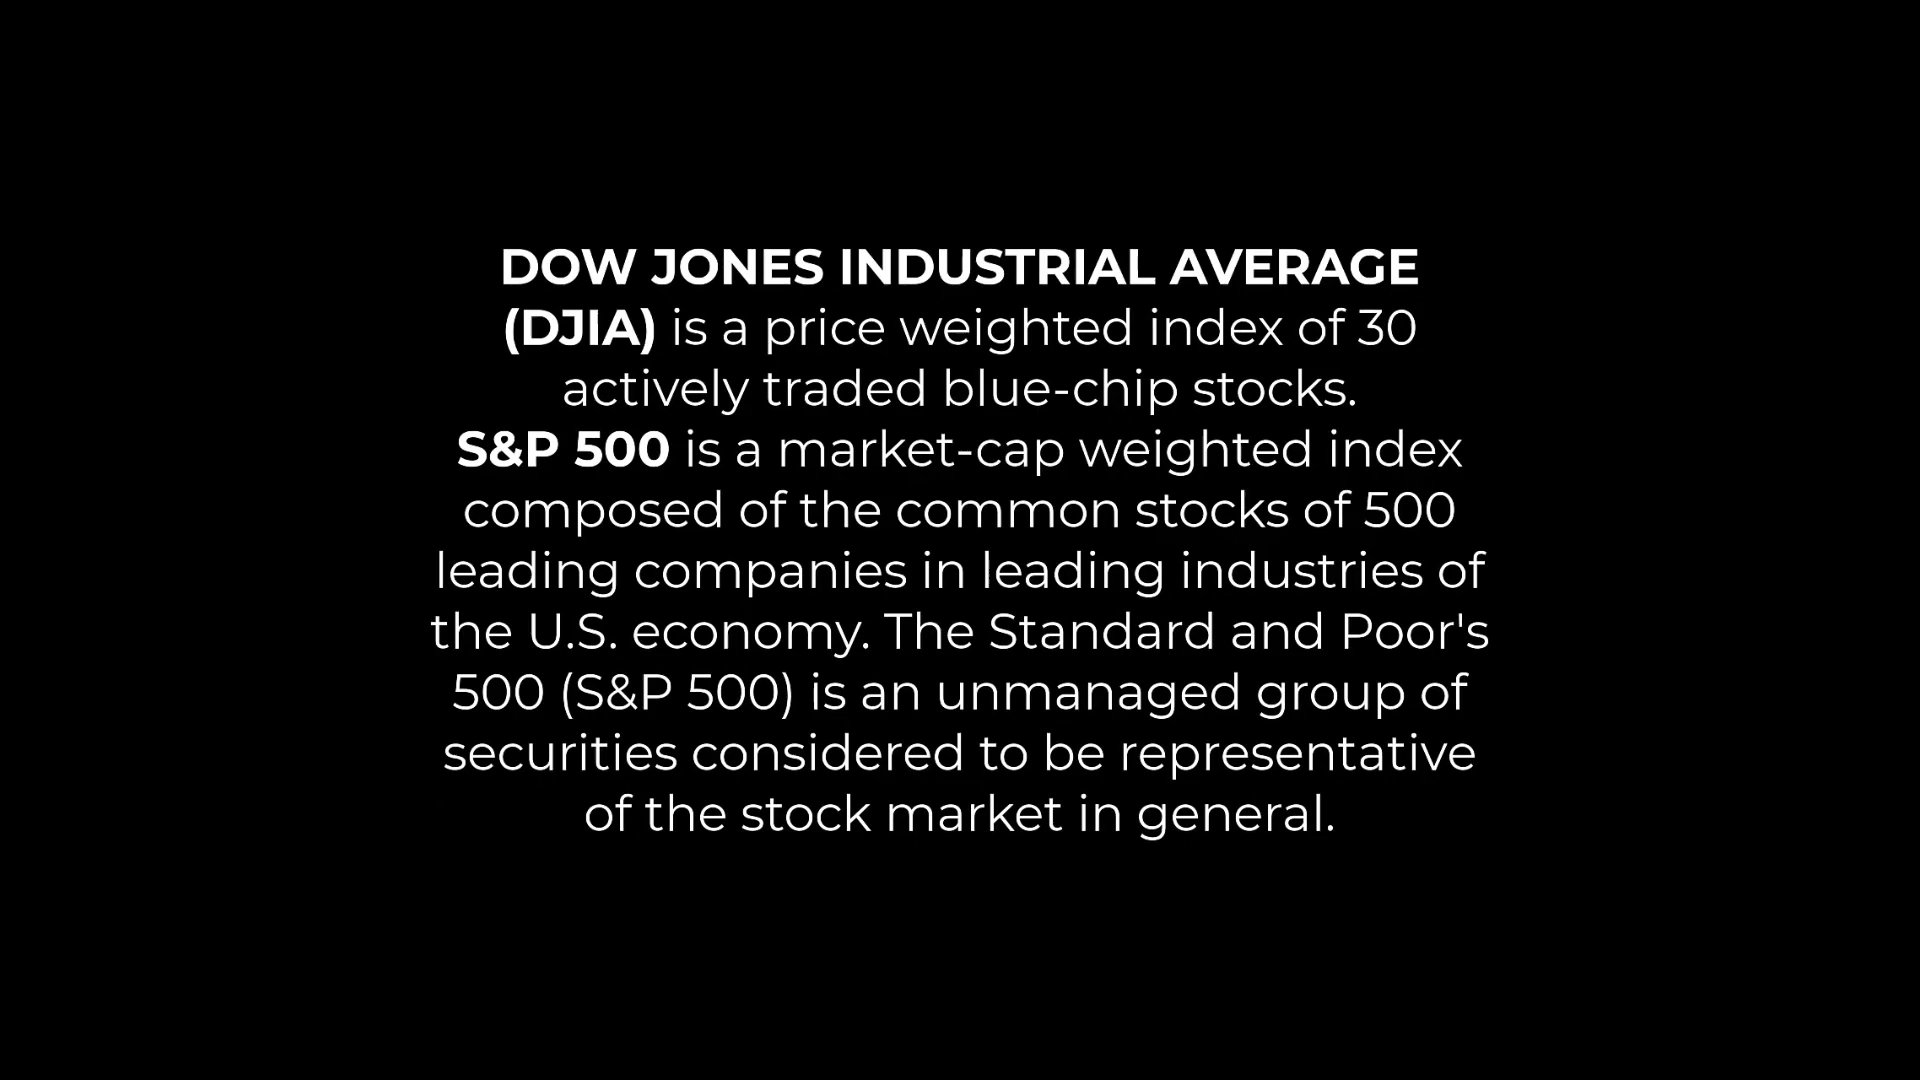 DOW JONES INDUSTRIAL AVERAGE
(DJIA) is a price weighted index of 30
actively traded blue-chip stocks.
S&P 500 is a market-cap weighted index
composed of the common stocks of 500
leading companies in leading industries of
the U.S. economy. The Standard and Poor's
500 (S&P 500) is an unmanaged group of
securities considered to be representative
of the stock market in general.